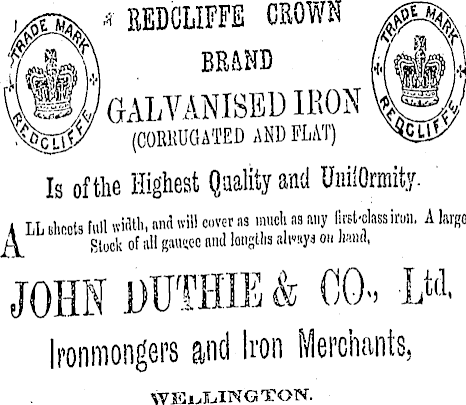 TRADE MARK
REDCLIFFE
REDCLIFFE CROWN
BRAND
TRADE MARK
REDCLIFFE
GALVANISED IRON
(CORRUGATED AND FLAT)
Is of the Highest Quality and Uniformity.
ALL sheets full width, and will cover as much as any first-class iron. A large
Stock of all gauges and lengths always on hand,
JOHN DUTHIE & CO., Ltd,
Ironmongers and Iron Merchants,
WELLINGTON.